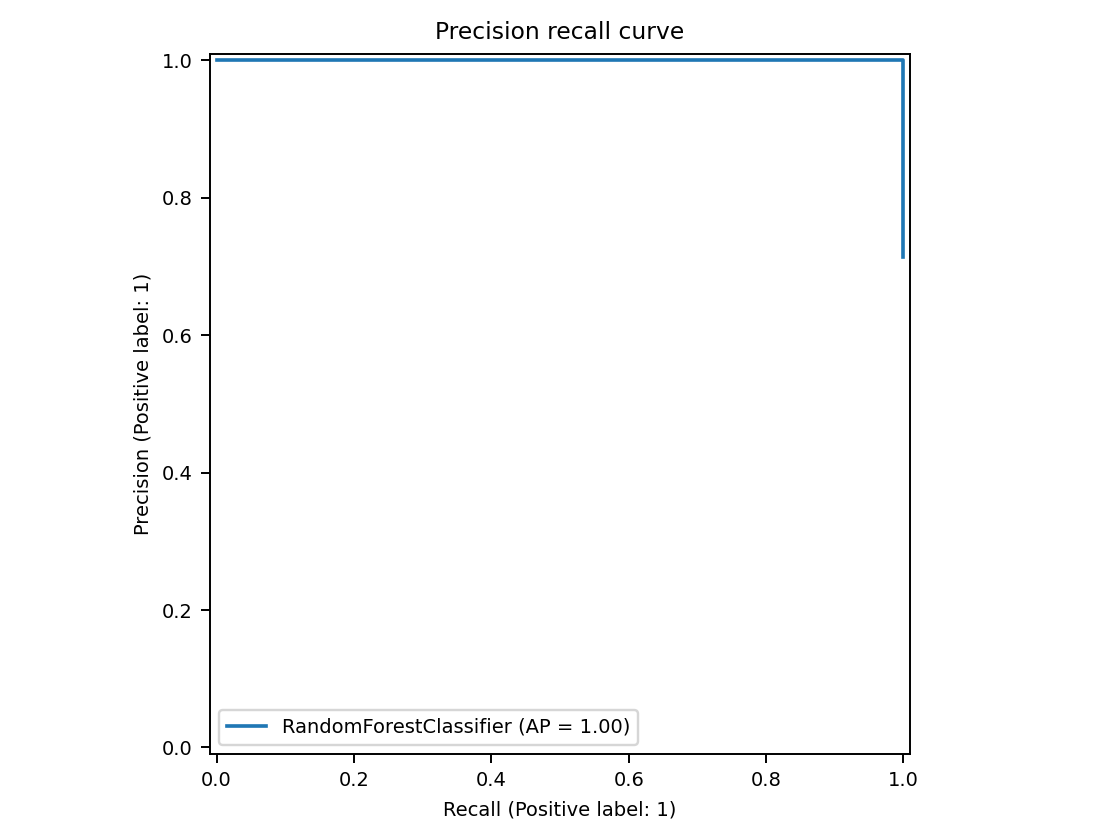 Precision recall curve
1.0
0.8
0.6
0.4
0.2
0.0
Precision (Positive label: 1)
RandomForestClassifier (AP = 1.00)
0.0 0.2 0.4 0.6 0.8 1.0
Recall (Positive label: 1)